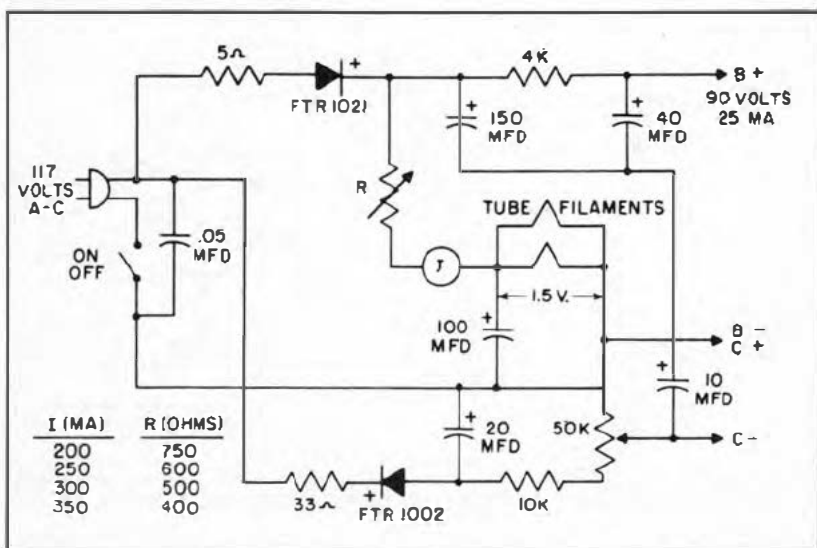 5Ω
+
FTR 1021
4K
B +
90 VOLTS
25 MA
+
150
MFD
+
40
MFD
117
VOLTS
A-C
R
TUBE FILAMENTS
.05
MFD
ON
OFF
I
1.5 V.
+
100
MFD
B -
C +
+
10
MFD
+
20
MFD
50K
C -
I (MA) R (OHMS)
200 750
250 600
300 500
350 400
33Ω
+
FTR 1002
10K